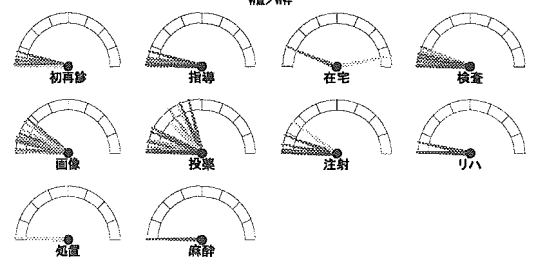 初再診 指導 在宅 検査
画像 投薬 注射 リハ
処置 麻酔